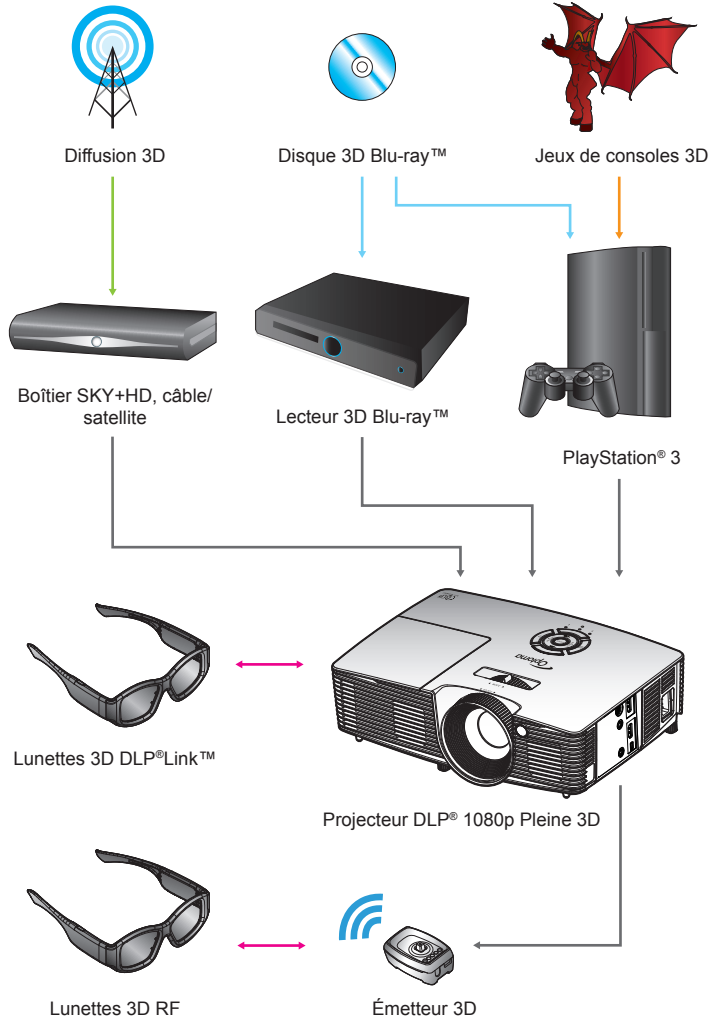 Diffusion 3D
Disque 3D Blu-ray™
Jeux de consoles 3D
Boîtier SKY+HD, câble/
satellite
Lecteur 3D Blu-ray™
PlayStation® 3
Lunettes 3D DLP®Link™
Optoma
Projecteur DLP® 1080p Pleine 3D
Lunettes 3D RF
Émetteur 3D